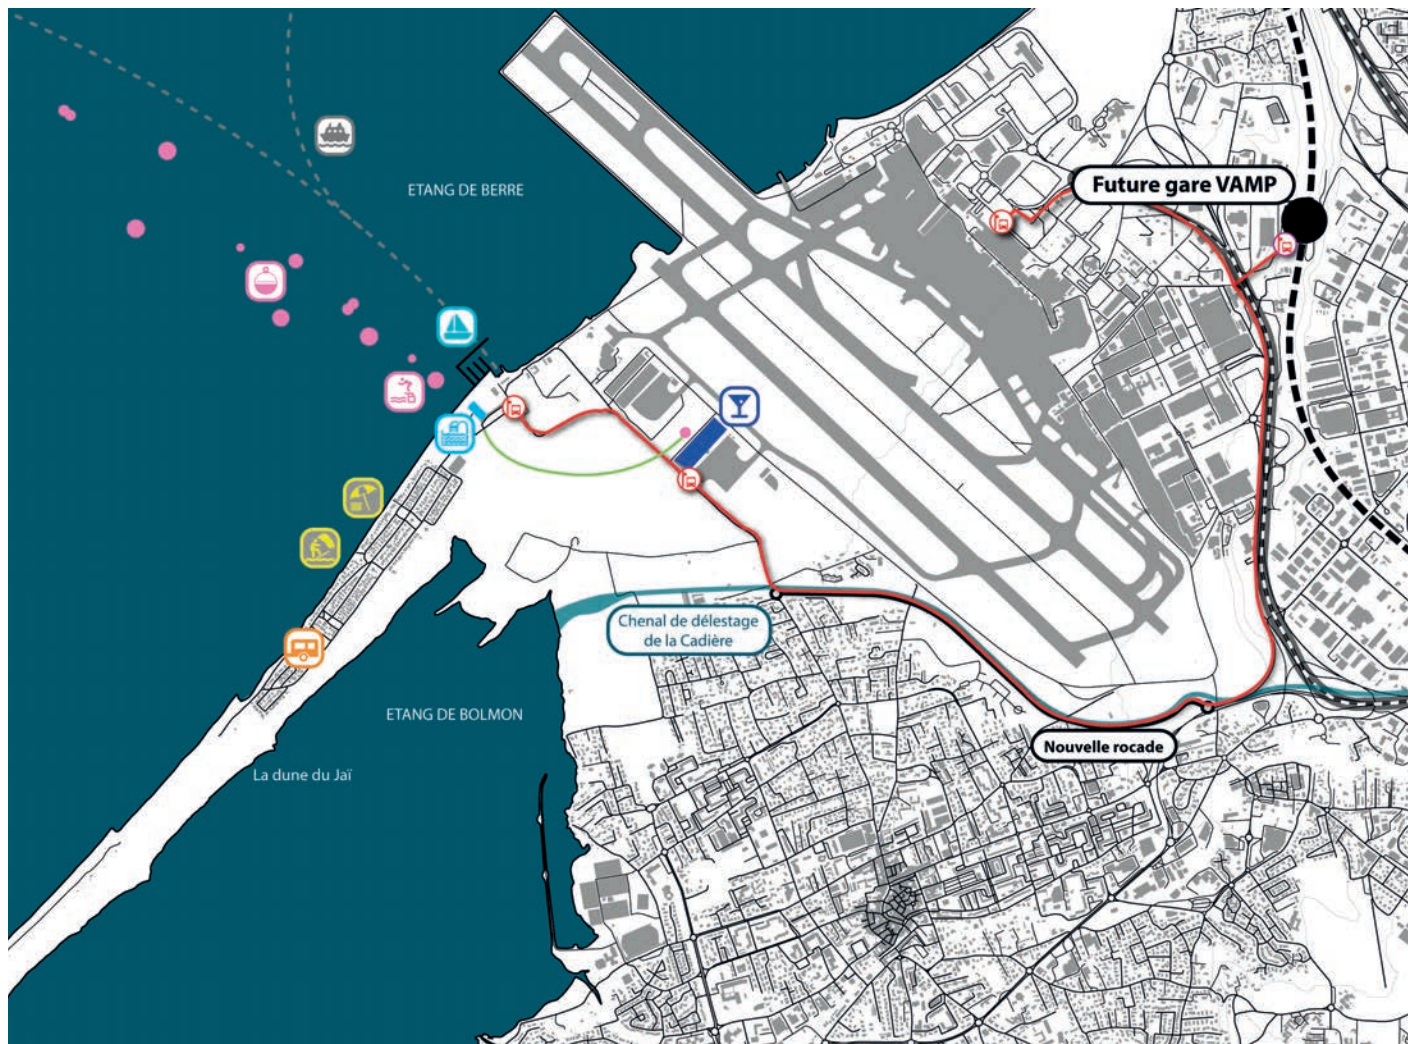 ETANG DE BERRE
Future gare VAMP
Chenal de délestage
de la Cadière
ETANG DE BOLMON
Nouvelle rocade
La dune du Jaï